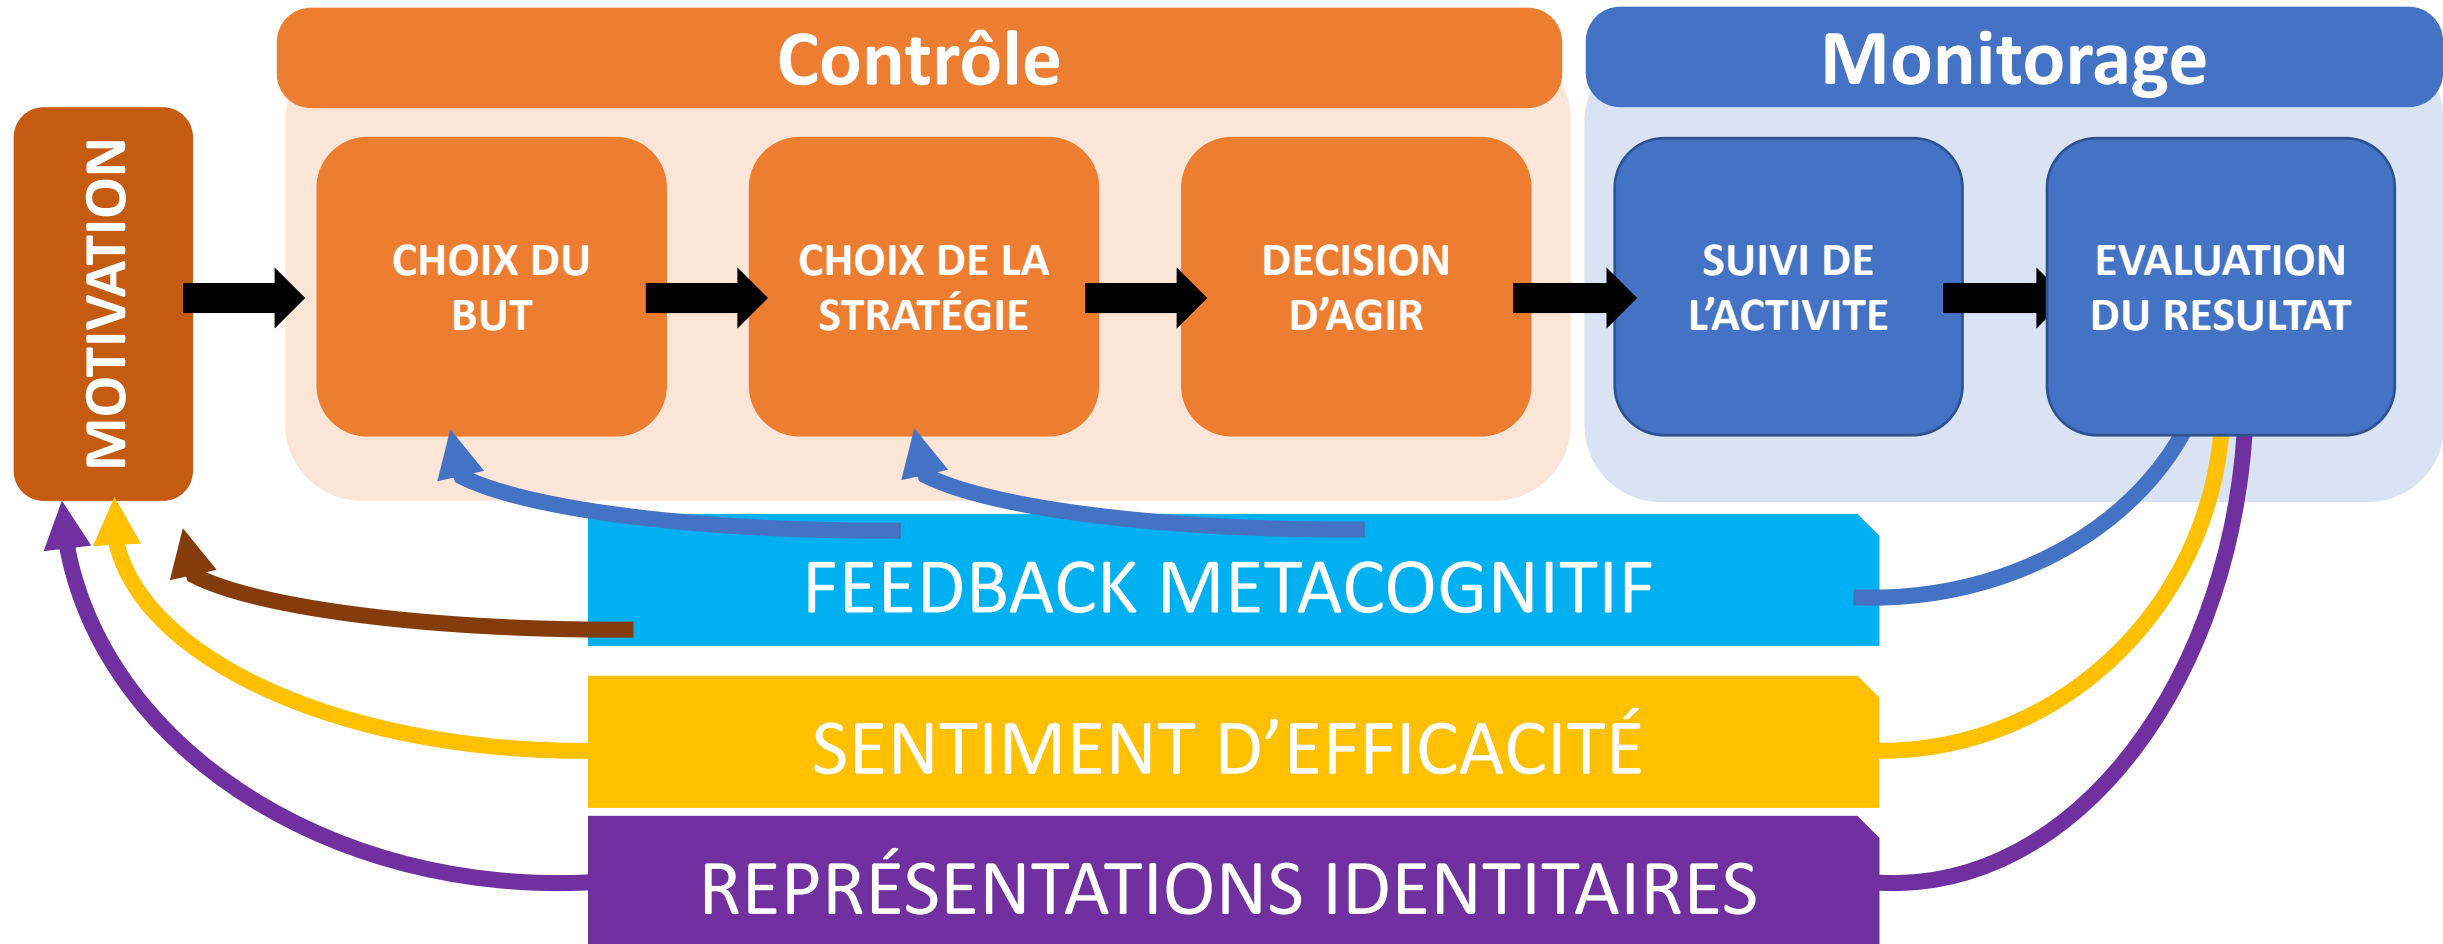 Contrôle
Monitorage
MOTIVATION
CHOIX DU
BUT
CHOIX DE LA
STRATÉGIE
DECISION
D’AGIR
SUIVI DE
L’ACTIVITE
EVALUATION
DU RESULTAT
FEEDBACK METACOGNITIF
SENTIMENT D’EFFICACITÉ
REPRÉSENTATIONS IDENTITAIRES